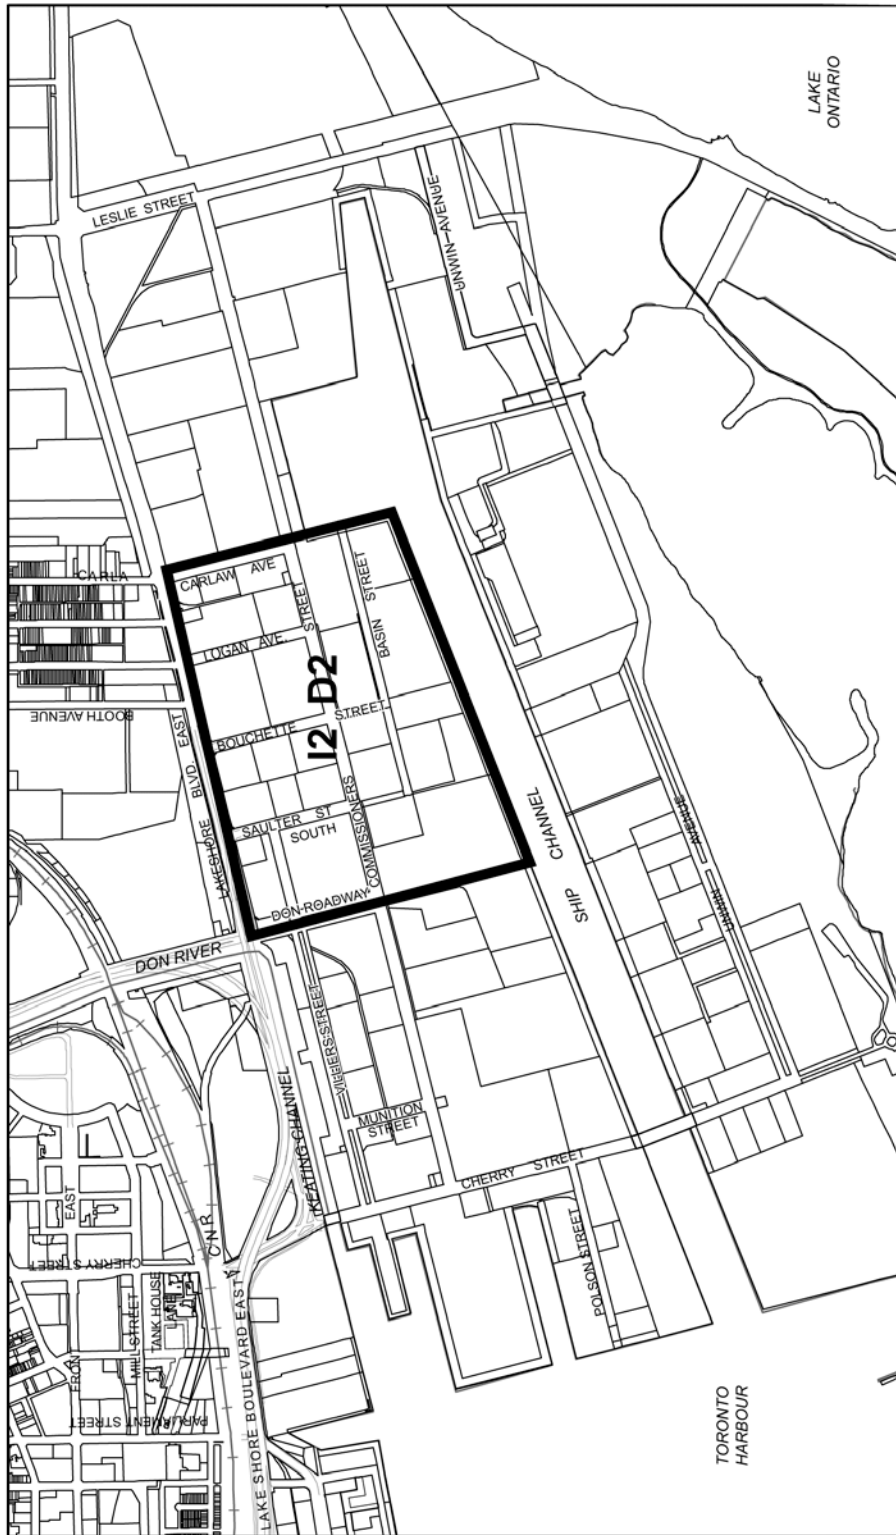 LAKE
ONTARIO
LESLIE STREET
UNWIN AVENUE
CARLA
CARLAW AVE
STREET
STREET
LOGAN AVE.
BASIN
I2 D2
BOOTH AVENUE
BOUCHETTE
STREET
LAKESHORE BLVD. EAST
SAULTER ST
SOUTH
COMMISSIONERS
DON ROADWAY
SHIP CHANNEL
UNWIN AVENUE
DON RIVER
VILLIERS STREET
KEATING CHANNEL
MUNITION
STREET
CHERRY STREET
EAST
CNR
CHERRY STREET
POLSON STREET
TANK HOUSE
LANE
MILL STREET
FRONT
PARLIAMENT STREET
LAKE SHORE BOULEVARD EAST
TORONTO
HARBOUR